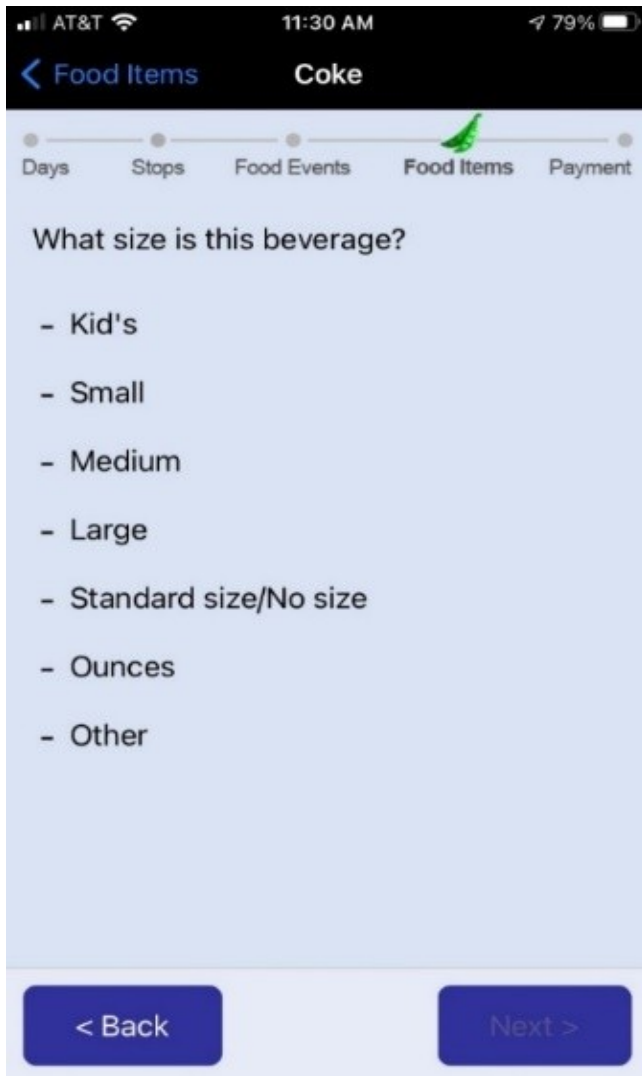 AT&T 11:30 AM 79%
< Food Items Coke
Days Stops Food Events Food Items Payment
What size is this beverage?
- Kid's
- Small
- Medium
- Large
- Standard size/No size
- Ounces
- Other
< Back Next >